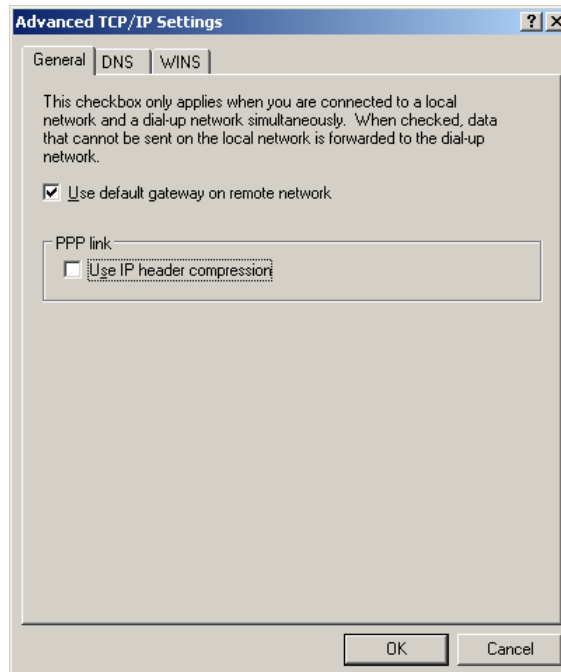 Advanced TCP/IP Settings
General DNS WINS
This checkbox only applies when you are connected to a local
network and a dial-up network simultaneously. When checked, data
that cannot be sent on the local network is forwarded to the dial-up
network.
Use default gateway on remote network
PPP link
Use IP header compression
OK Cancel